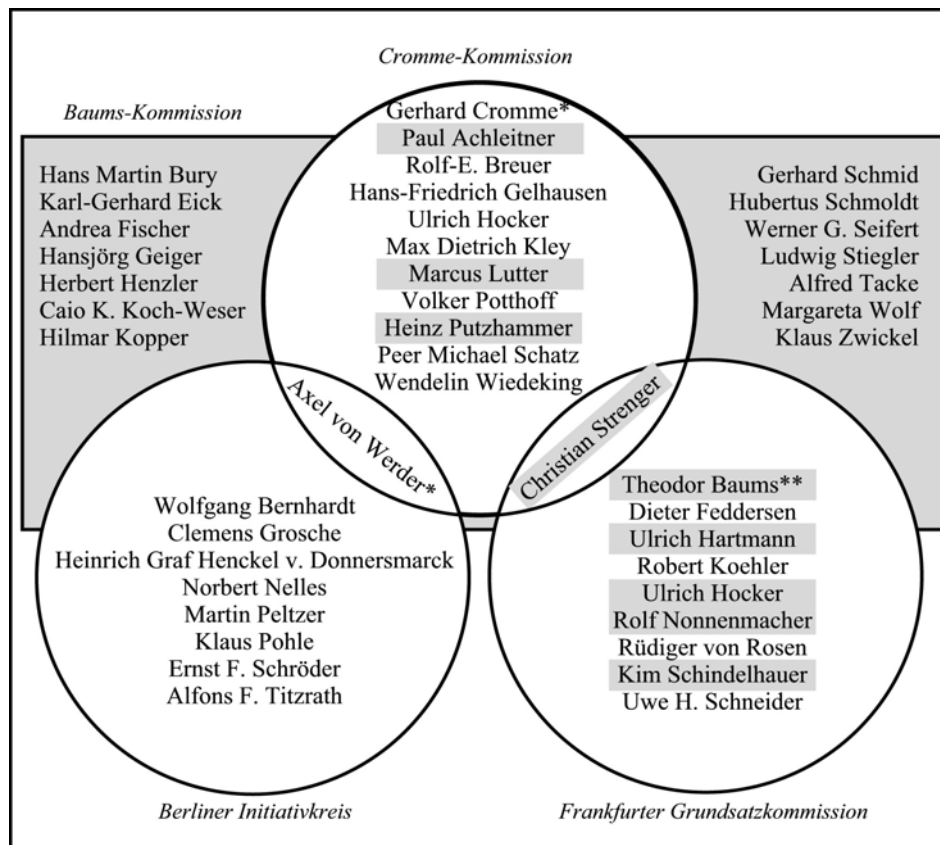 Cromme-Kommission
Baums-Kommission
Gerhard Cromme*
Paul Achleitner
Rolf-E. Breuer
Hans-Friedrich Gelhausen
Ulrich Hocker
Max Dietrich Kley
Marcus Lutter
Volker Potthoff
Heinz Putzhammer
Peer Michael Schatz
Wendelin Wiedeking
Hans Martin Bury
Karl-Gerhard Eick
Andrea Fischer
Hansjörg Geiger
Herbert Henzler
Caio K. Koch-Weser
Hilmar Kopper
Gerhard Schmid
Hubertus Schmoldt
Werner G. Seifert
Ludwig Stiegler
Alfred Tacke
Margareta Wolf
Klaus Zwickel
Axel von Werder*
Christian Strenger
Wolfgang Bernhardt
Clemens Grosche
Heinrich Graf Henckel v. Donnersmarck
Norbert Nelles
Martin Peltzer
Klaus Pohle
Ernst F. Schröder
Alfons F. Titzrath
Theodor Baums**
Dieter Feddersen
Ulrich Hartmann
Robert Koehler
Ulrich Hocker
Rolf Nonnenmacher
Rüdiger von Rosen
Kim Schindelhauer
Uwe H. Schneider
Berliner Initiativkreis
Frankfurter Grundsatzkommission